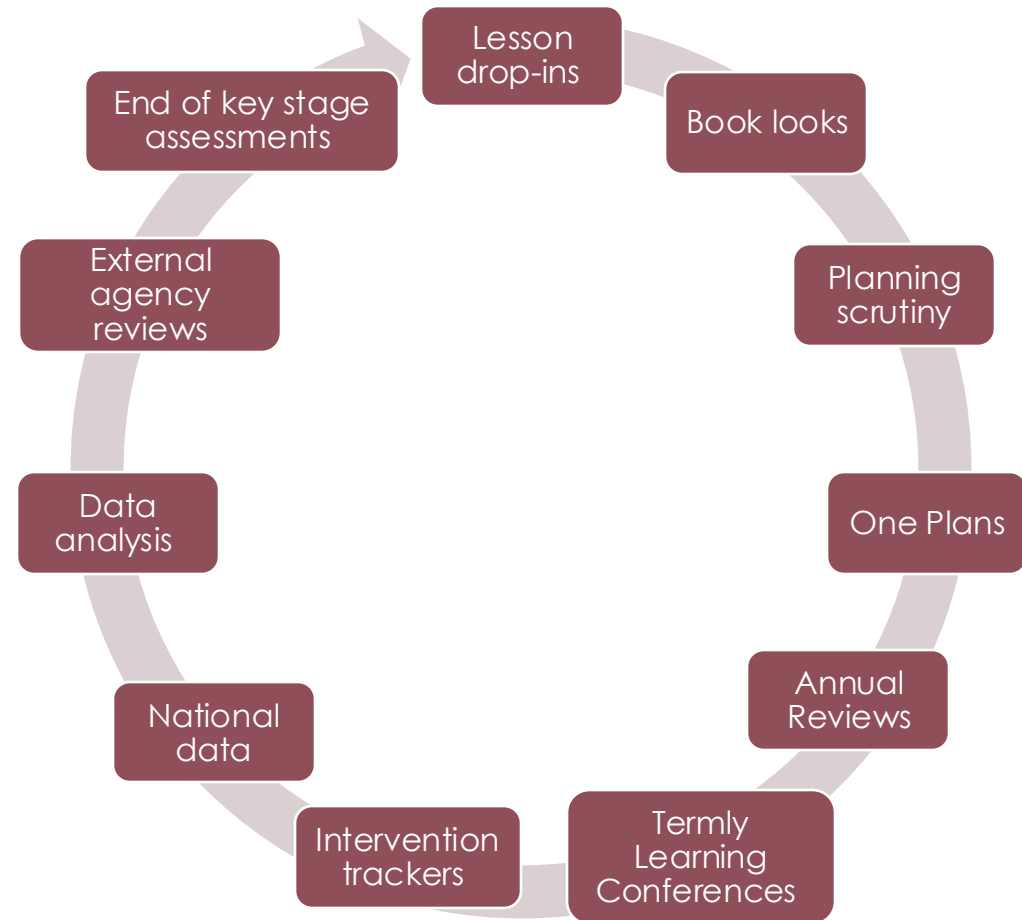 Lesson
drop-ins
Book looks
Planning
scrutiny
One Plans
Annual
Reviews
Termly
Learning
Conferences
Intervention
trackers
National
data
Data
analysis
External
agency
reviews
End of key stage
assessments